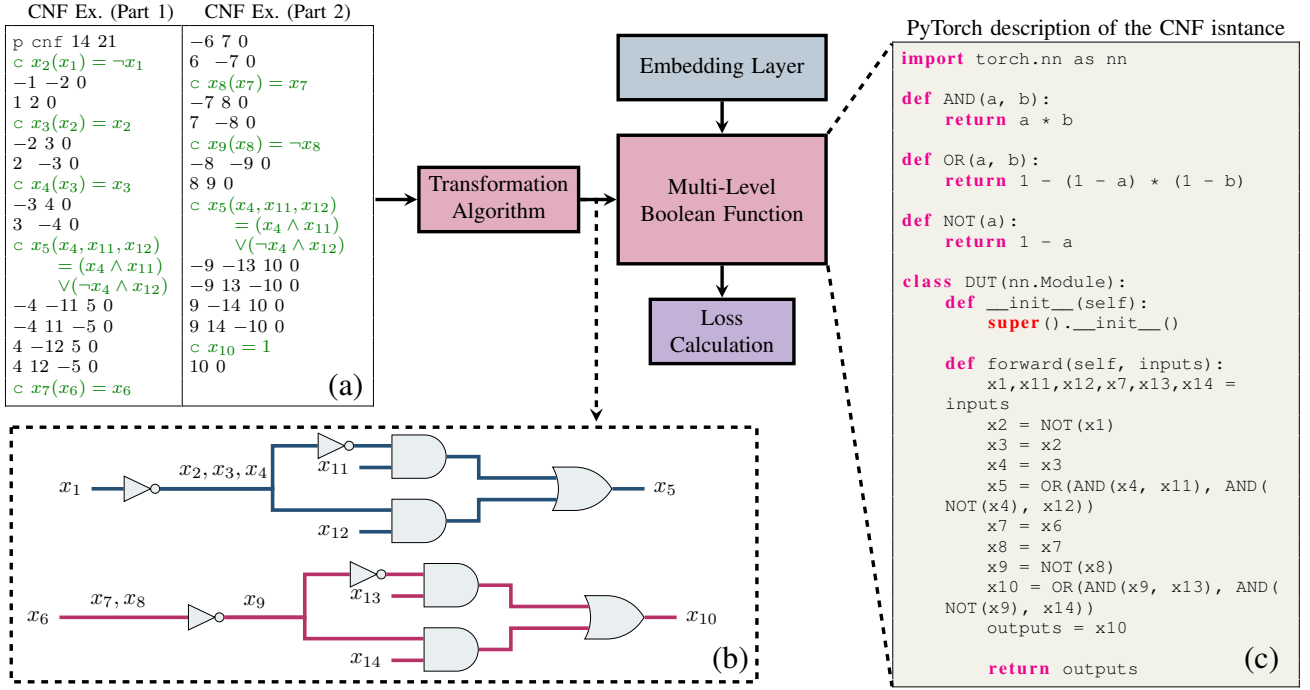 CNF Ex. (Part 1)
p cnf 14 21
c x₂(x₁) = ¬x₁
−1 −2 0
1 2 0
c x₃(x₂) = x₂
−2 3 0
2 −3 0
c x₄(x₃) = x₃
−3 4 0
3 −4 0
c x₅(x₄, x₁₁, x₁₂)
= (x₄ ∧ x₁₁)
∨(¬x₄ ∧ x₁₂)
−4 −11 5 0
−4 11 −5 0
4 −12 5 0
4 12 −5 0
c x₇(x₆) = x₆
CNF Ex. (Part 2)
−6 7 0
6 −7 0
c x₈(x₇) = x₇
−7 8 0
7 −8 0
c x₉(x₈) = ¬x₈
−8 −9 0
8 9 0
c x₅(x₄, x₁₁, x₁₂)
= (x₄ ∧ x₁₁)
∨(¬x₄ ∧ x₁₂)
−9 −13 10 0
−9 13 −10 0
9 −14 10 0
9 14 −10 0
c x₁₀ = 1
10 0
(a)
Transformation
Algorithm
Embedding Layer
Multi-Level
Boolean Function
Loss
Calculation
x₁
x₂, x₃, x₄
x₁₁
x₁₂
x₅
x₆
x₇, x₈
x₉
x₁₃
x₁₄
x₁₀
(b)
PyTorch description of the CNF isntance
import torch.nn as nn
def AND(a, b):
return a * b
def OR(a, b):
return 1 - (1 - a) * (1 - b)
def NOT(a):
return 1 - a
class DUT(nn.Module):
def __init__(self):
super().__init__()
def forward(self, inputs):
x1,x11,x12,x7,x13,x14 =
inputs
x2 = NOT(x1)
x3 = x2
x4 = x3
x5 = OR(AND(x4, x11), AND(
NOT(x4), x12))
x7 = x6
x8 = x7
x9 = NOT(x8)
x10 = OR(AND(x9, x13), AND(
NOT(x9), x14))
outputs = x10
return outputs
(c)